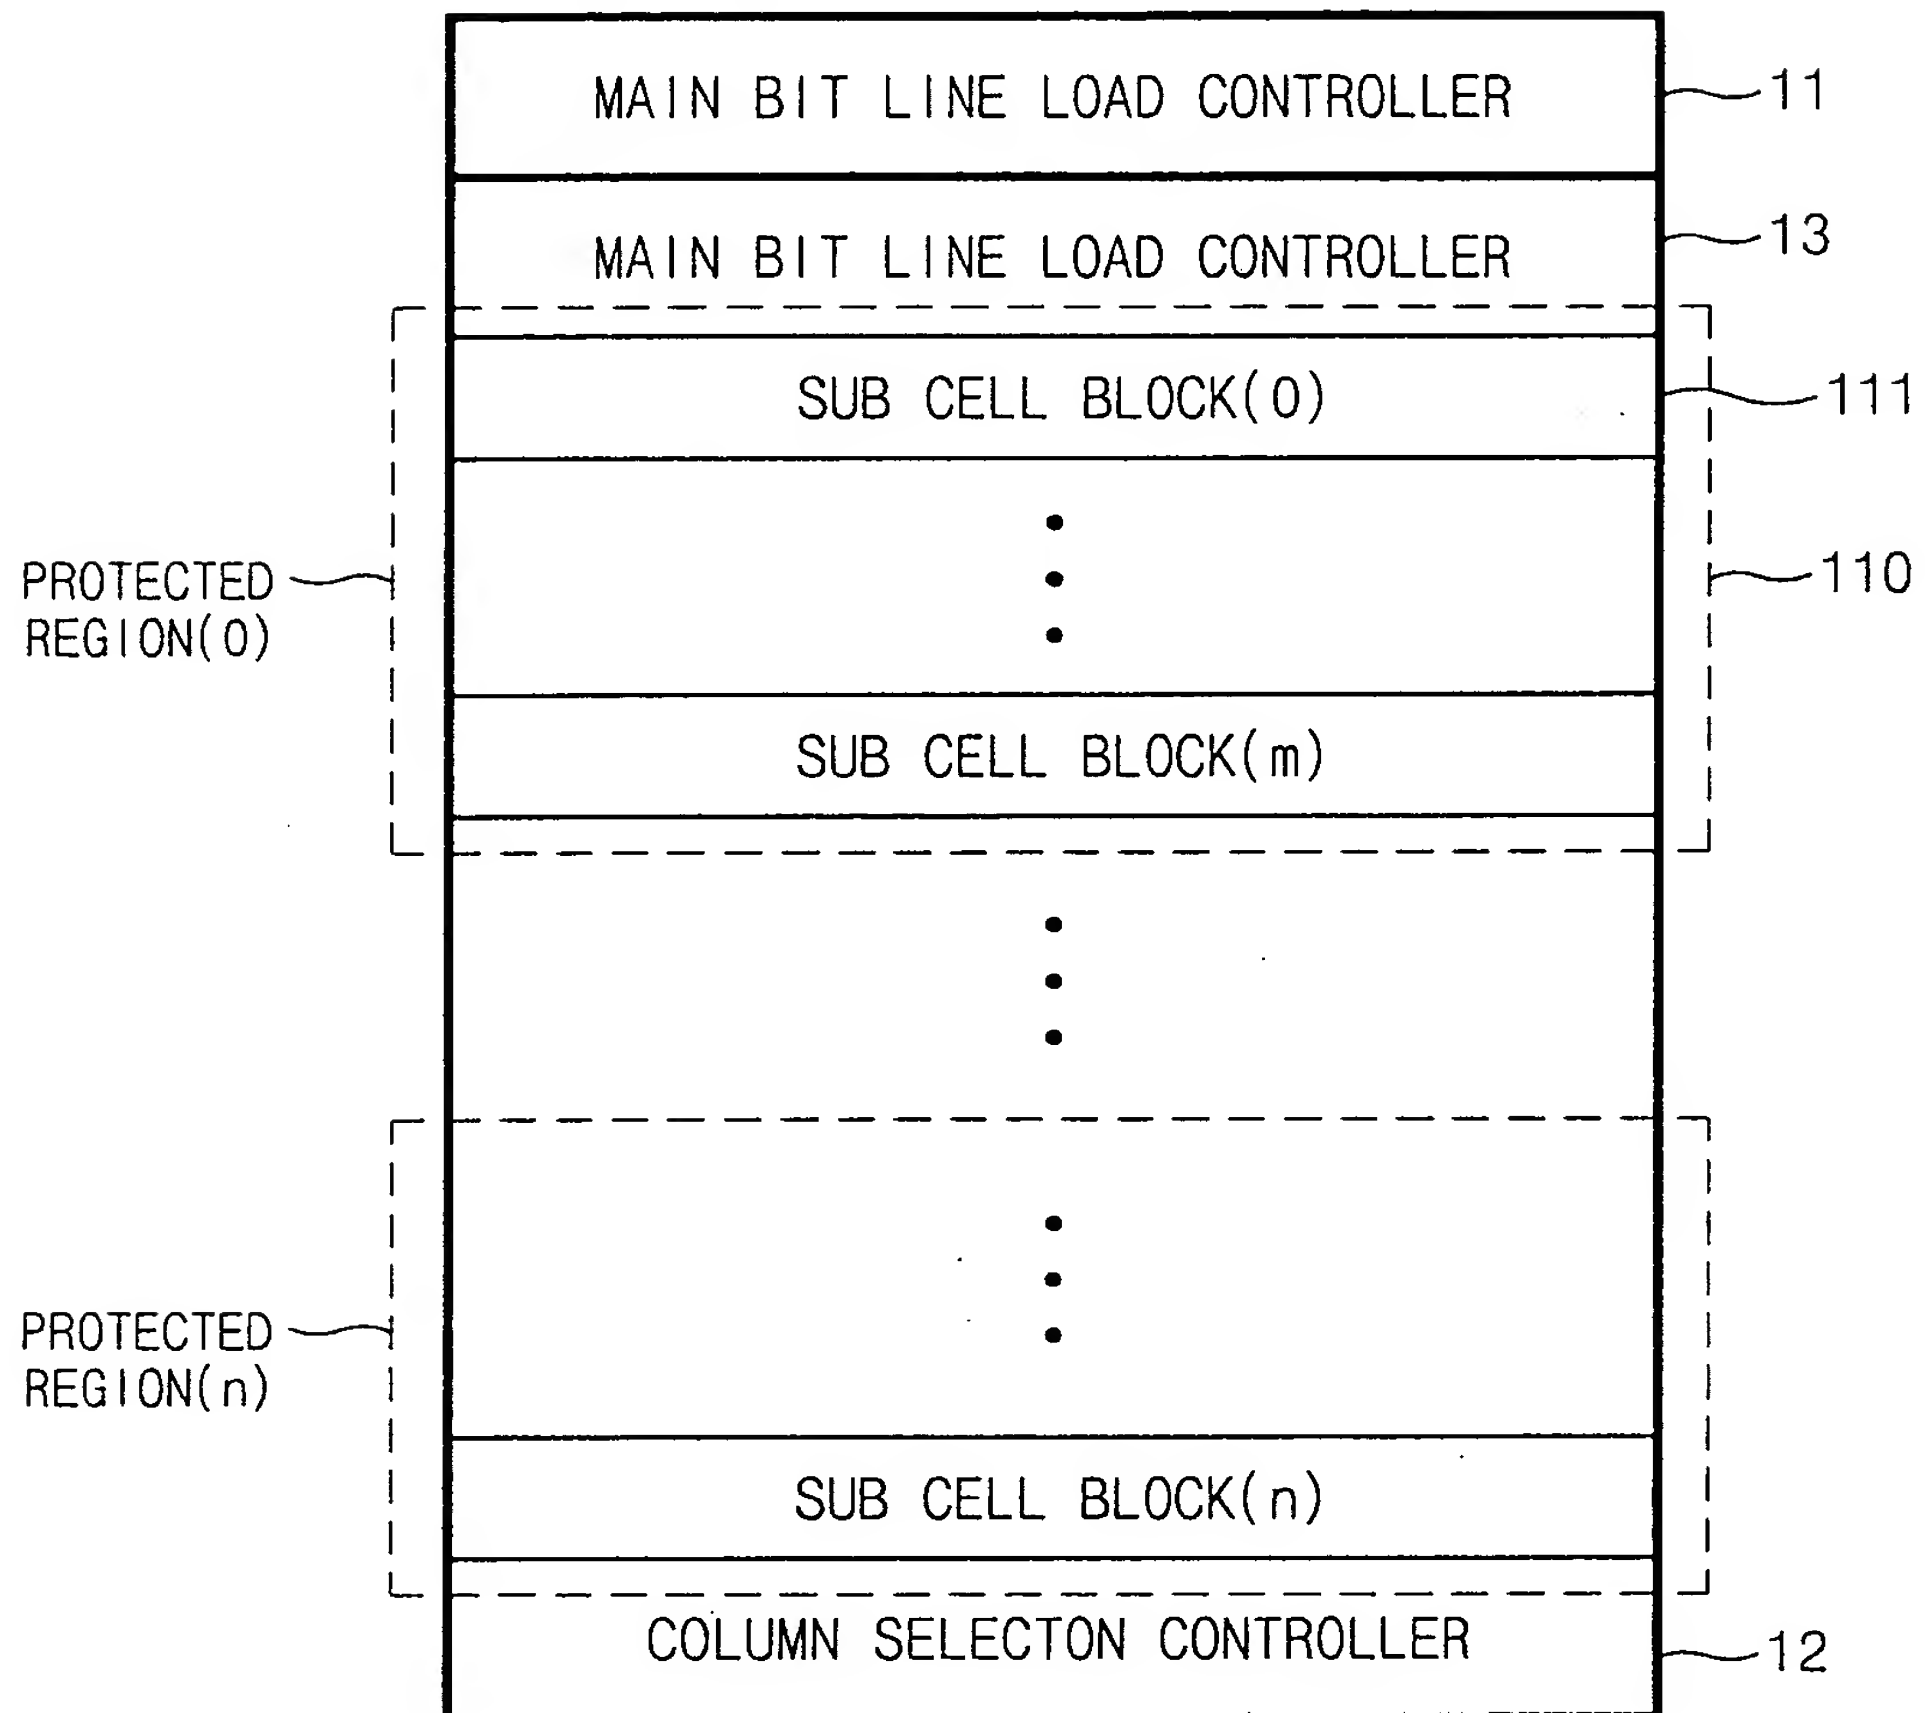 MAIN BIT LINE LOAD CONTROLLER
11
MAIN BIT LINE LOAD CONTROLLER
13
SUB CELL BLOCK(0)
111
PROTECTED
REGION(0)
110
SUB CELL BLOCK(m)
PROTECTED
REGION(n)
SUB CELL BLOCK(n)
COLUMN SELECTON CONTROLLER
12